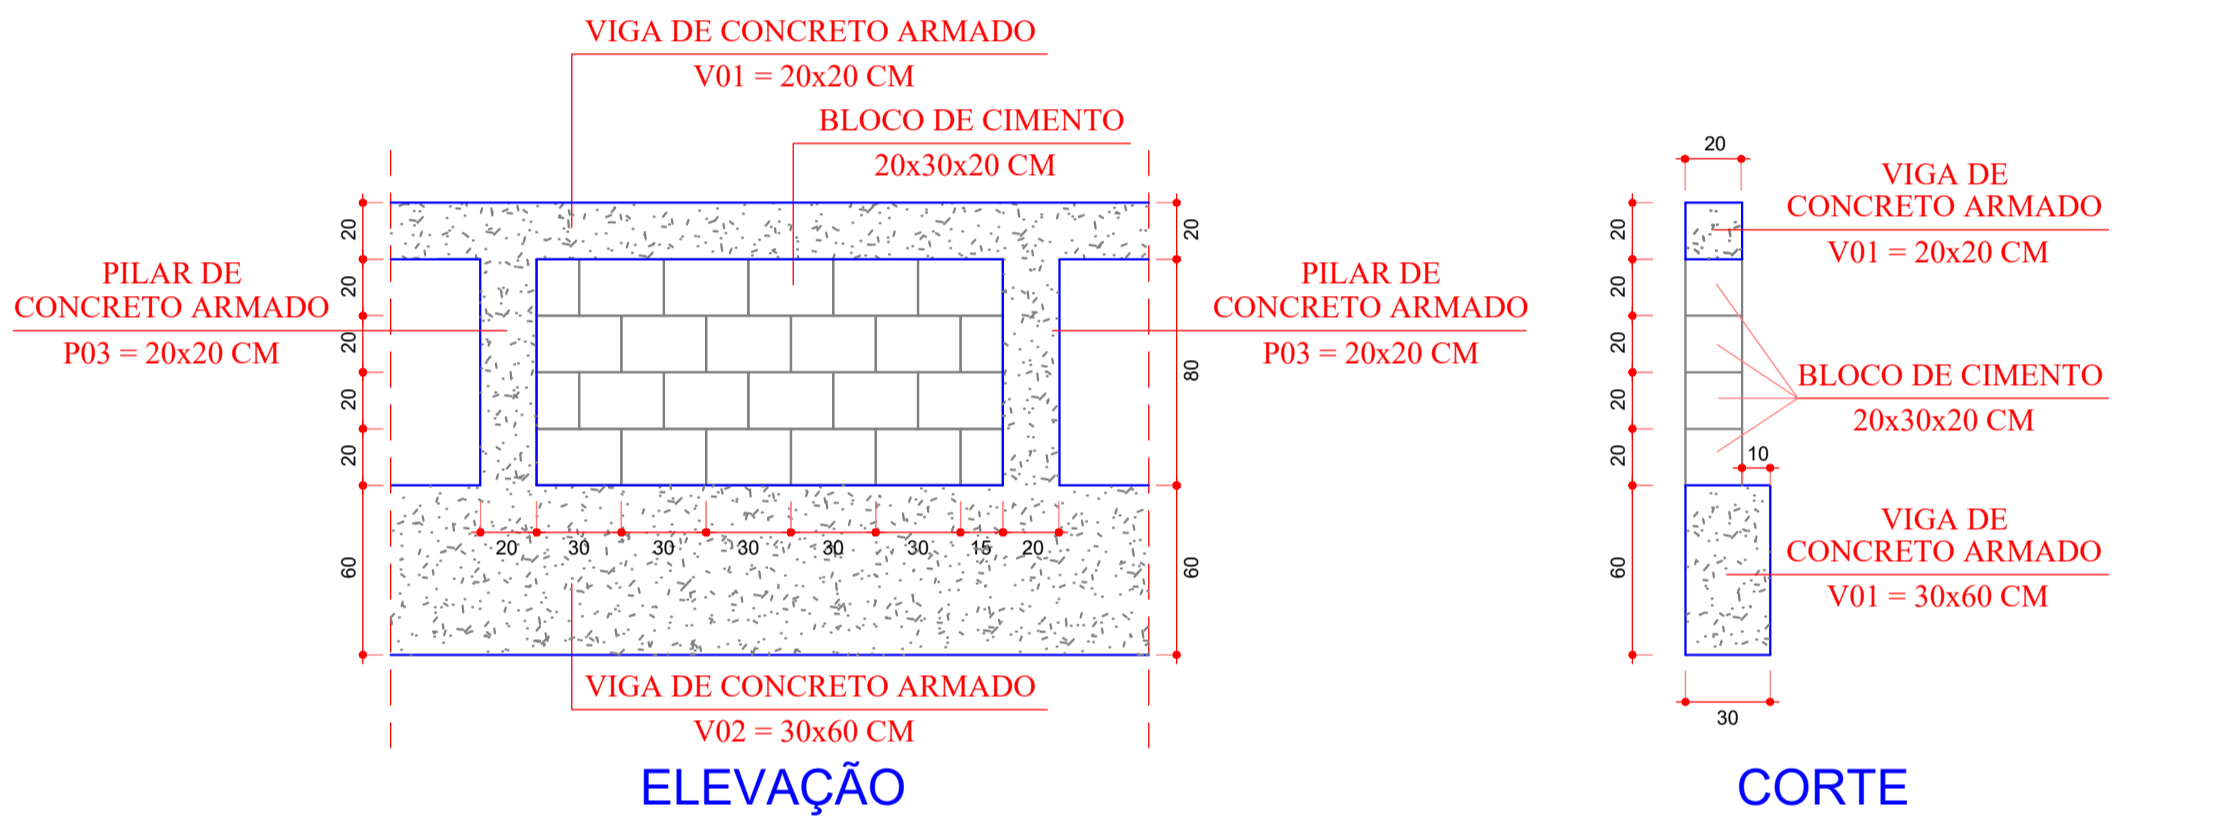 VIGA DE CONCRETO ARMADO
V01 = 20x20 CM
BLOCO DE CIMENTO
20x30x20 CM
PILAR DE
CONCRETO ARMADO
P03 = 20x20 CM
20
20
20
20
20
60
20
30
30
30
30
30
15
20
20
80
60
PILAR DE
CONCRETO ARMADO
P03 = 20x20 CM
VIGA DE CONCRETO ARMADO
V02 = 30x60 CM
ELEVAÇÃO
20
20
20
20
20
20
60
10
30
VIGA DE
CONCRETO ARMADO
V01 = 20x20 CM
BLOCO DE CIMENTO
20x30x20 CM
VIGA DE
CONCRETO ARMADO
V01 = 30x60 CM
CORTE